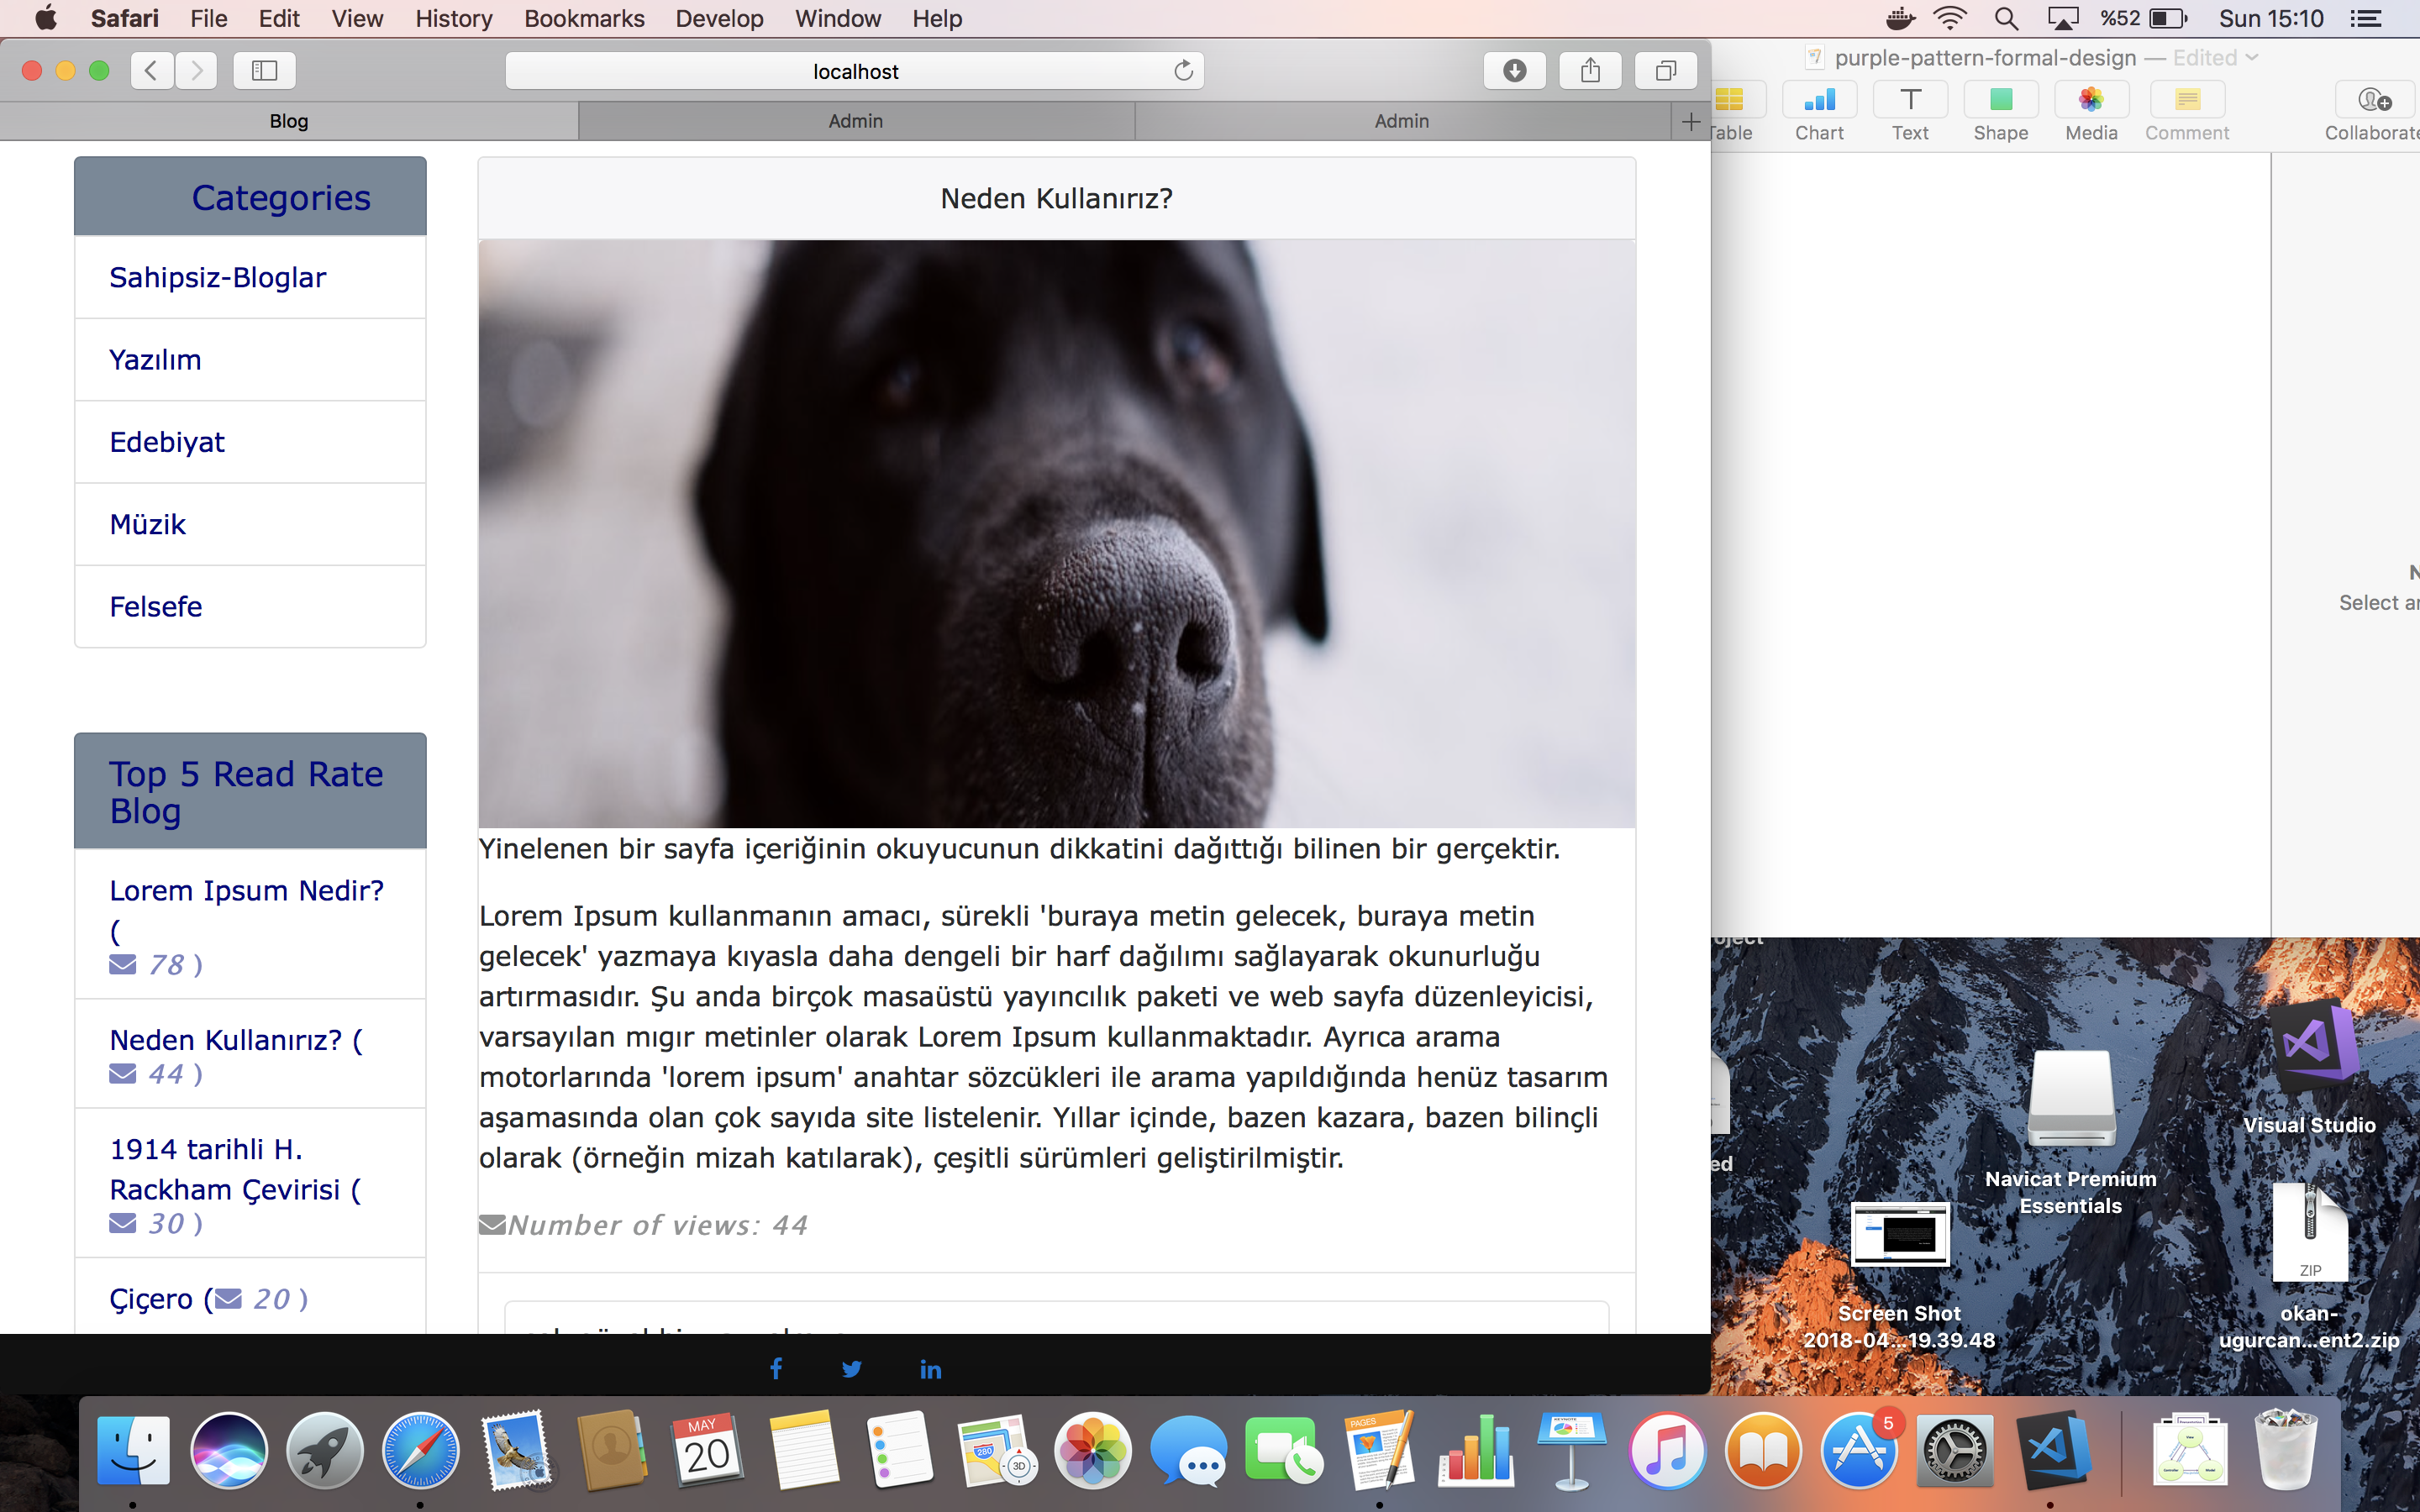 Safari File Edit View History Bookmarks Develop Window Help %52 Sun 15:10
localhost
Blog Admin Admin
purple-pattern-formal-design — Edited
Table Chart Text Shape Media Comment Collaborate
Categories
Sahipsiz-Bloglar
Yazılım
Edebiyat
Müzik
Felsefe
Top 5 Read Rate
Blog
Lorem Ipsum Nedir?
(
78 )
Neden Kullanırız? (
44 )
1914 tarihli H.
Rackham Çevirisi (
30 )
Çiçero ( 20 )
Neden Kullanırız?
Yinelenen bir sayfa içeriğinin okuyucunun dikkatini dağıttığı bilinen bir gerçektir.
Lorem Ipsum kullanmanın amacı, sürekli 'buraya metin gelecek, buraya metin
gelecek' yazmaya kıyasla daha dengeli bir harf dağılımı sağlayarak okunurluğu
artırmasıdır. Şu anda birçok masaüstü yayıncılık paketi ve web sayfa düzenleyicisi,
varsayılan mıgır metinler olarak Lorem Ipsum kullanmaktadır. Ayrıca arama
motorlarında 'lorem ipsum' anahtar sözcükleri ile arama yapıldığında henüz tasarım
aşamasında olan çok sayıda site listelenir. Yıllar içinde, bazen kazara, bazen bilinçli
olarak (örneğin mizah katılarak), çeşitli sürümleri geliştirilmiştir.
Number of views: 44
Select
Visual Studio
Navicat Premium
Essentials
Screen Shot
2018-04...19.39.48
ZIP
okan-
ugurcan...ent2.zip
MAY
20
280
3D
PAGES
KEYNOTE
5